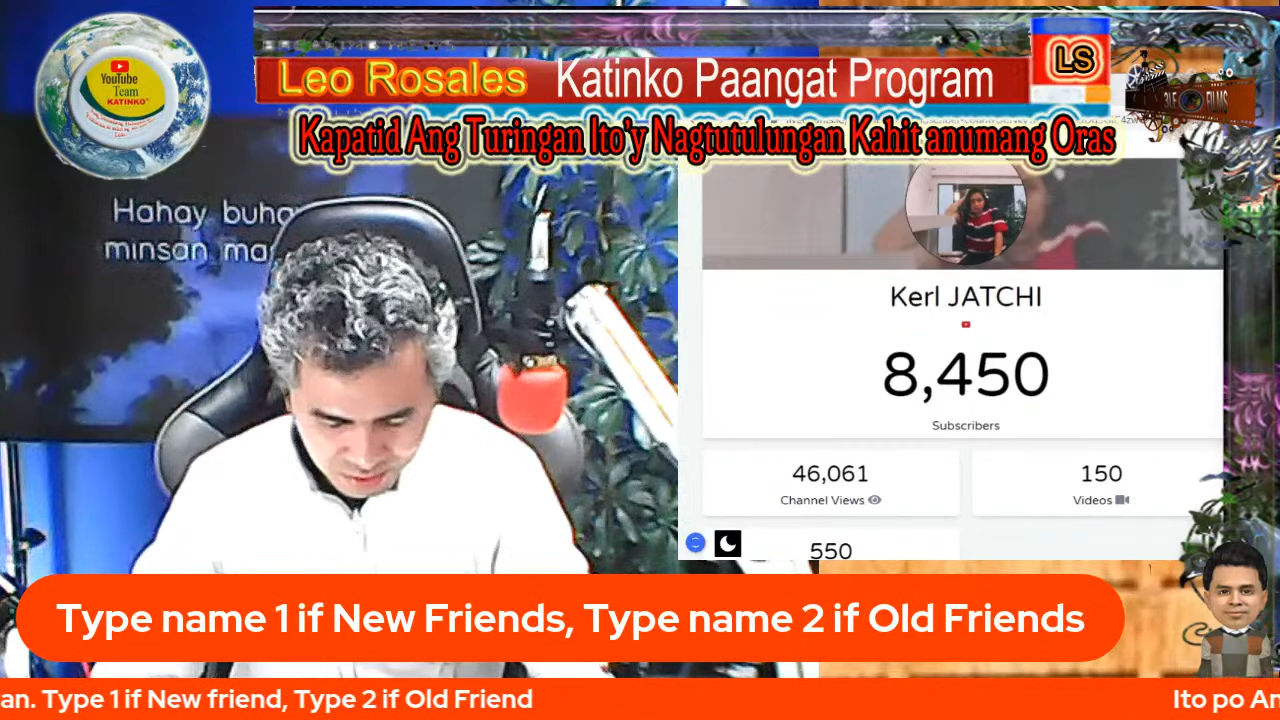 YouTube
Team
KATINKO
Leo Rosales Katinko Paangat Program
LS
3LE FILMS
Kapatid Ang Turingan Ito'y Nagtutulungan Kahit anumang Oras
Hahay
minsan
Kerl JATCHI
8,450
Subscribers
46,061
Channel Views
150
Videos
550
Type name 1 if New Friends, Type name 2 if Old Friends
an. Type 1 if New friend, Type 2 if Old Friend
Ito po An